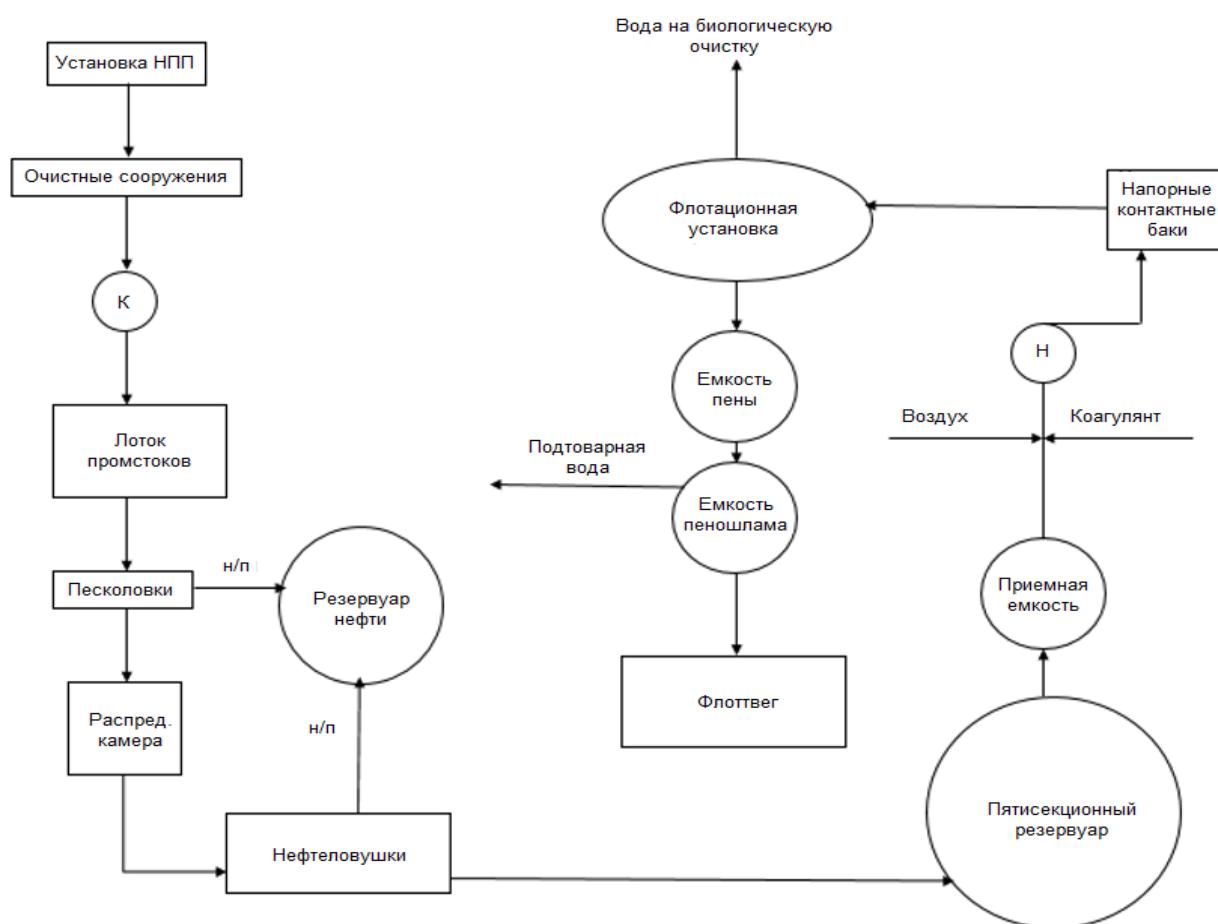 Установка НПП
Очистные сооружения
К
Лоток
промстоков
Песколовки
н/п
Резервуар
нефти
Распред.
камера
н/п
Нефтеловушки
Вода на биологическую
очистку
Флотационная
установка
Емкость
пены
Подтоварная
вода
Емкость
пеношлама
Флоттвег
Напорные
контактные
баки
Н
Воздух
Коагулянт
Приемная
емкость
Пятисекционный
резервуар